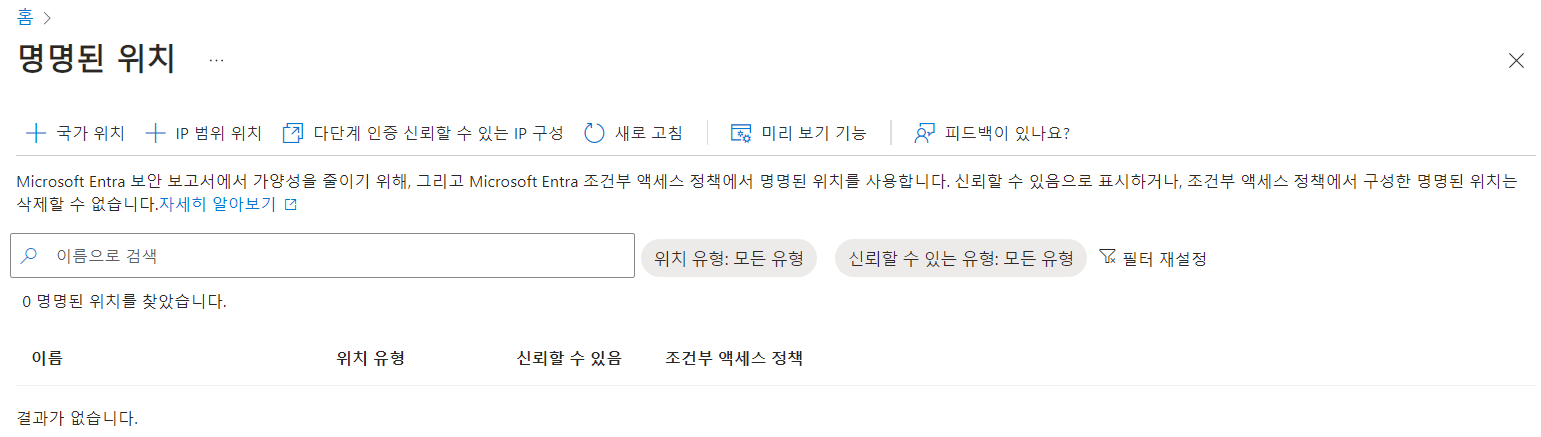 홈
명명된 위치 ...
국가 위치 IP 범위 위치 다단계 인증 신뢰할 수 있는 IP 구성 새로 고침 미리 보기 기능 피드백이 있나요?
Microsoft Entra 보안 보고서에서 가양성을 줄이기 위해, 그리고 Microsoft Entra 조건부 액세스 정책에서 명명된 위치를 사용합니다. 신뢰할 수 있음으로 표시하거나, 조건부 액세스 정책에서 구성한 명명된 위치는
삭제할 수 없습니다.자세히 알아보기
이름으로 검색 위치 유형: 모든 유형 신뢰할 수 있는 유형: 모든 유형 필터 재설정
0 명명된 위치를 찾았습니다.
이름 위치 유형 신뢰할 수 있음 조건부 액세스 정책
결과가 없습니다.